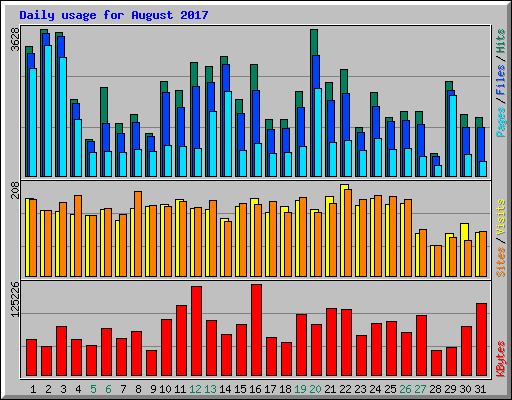 Daily usage for August 2017
3628
Pages / Files / Hits
208
Sites / Visits
125226
KBytes
1 2 3 4 5 6 7 8 9 10 11 12 13 14 15 16 17 18 19 20 21 22 23 24 25 26 27 28 29 30 31